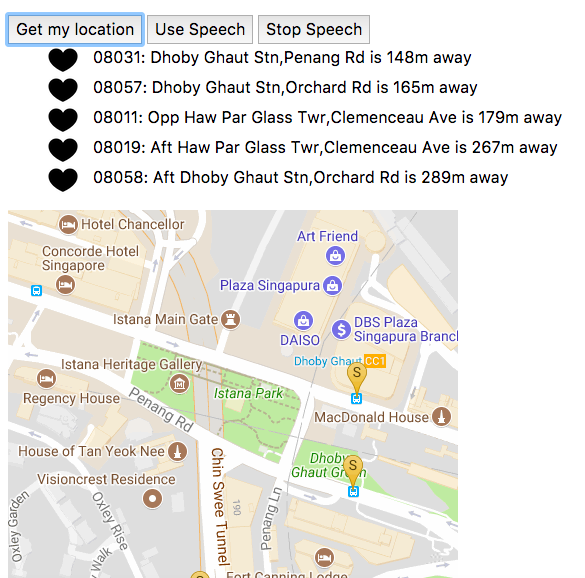 Get my location Use Speech Stop Speech
08031: Dhoby Ghaut Stn,Penang Rd is 148m away
08057: Dhoby Ghaut Stn,Orchard Rd is 165m away
08011: Opp Haw Par Glass Twr,Clemenceau Ave is 179m away
08019: Aft Haw Par Glass Twr,Clemenceau Ave is 267m away
08058: Aft Dhoby Ghaut Stn,Orchard Rd is 289m away
Hotel Chancellor
Art Friend
Concorde Hotel
Singapore
Plaza Singapura
Istana Main Gate
DAISO
DBS Plaza
Singapura Branch
Dhoby Ghaut CC1
Istana Heritage Gallery
S
Istana Park
Regency House
Penang Rd
MacDonald House
House of Tan Yeok Nee
Dhoby
Ghaut Green
S
Visioncrest Residence
Chin Swee Tunnel
Oxley Garden
Oxley Rise
Walk
190
Penang Ln
Fort Canning Lodge